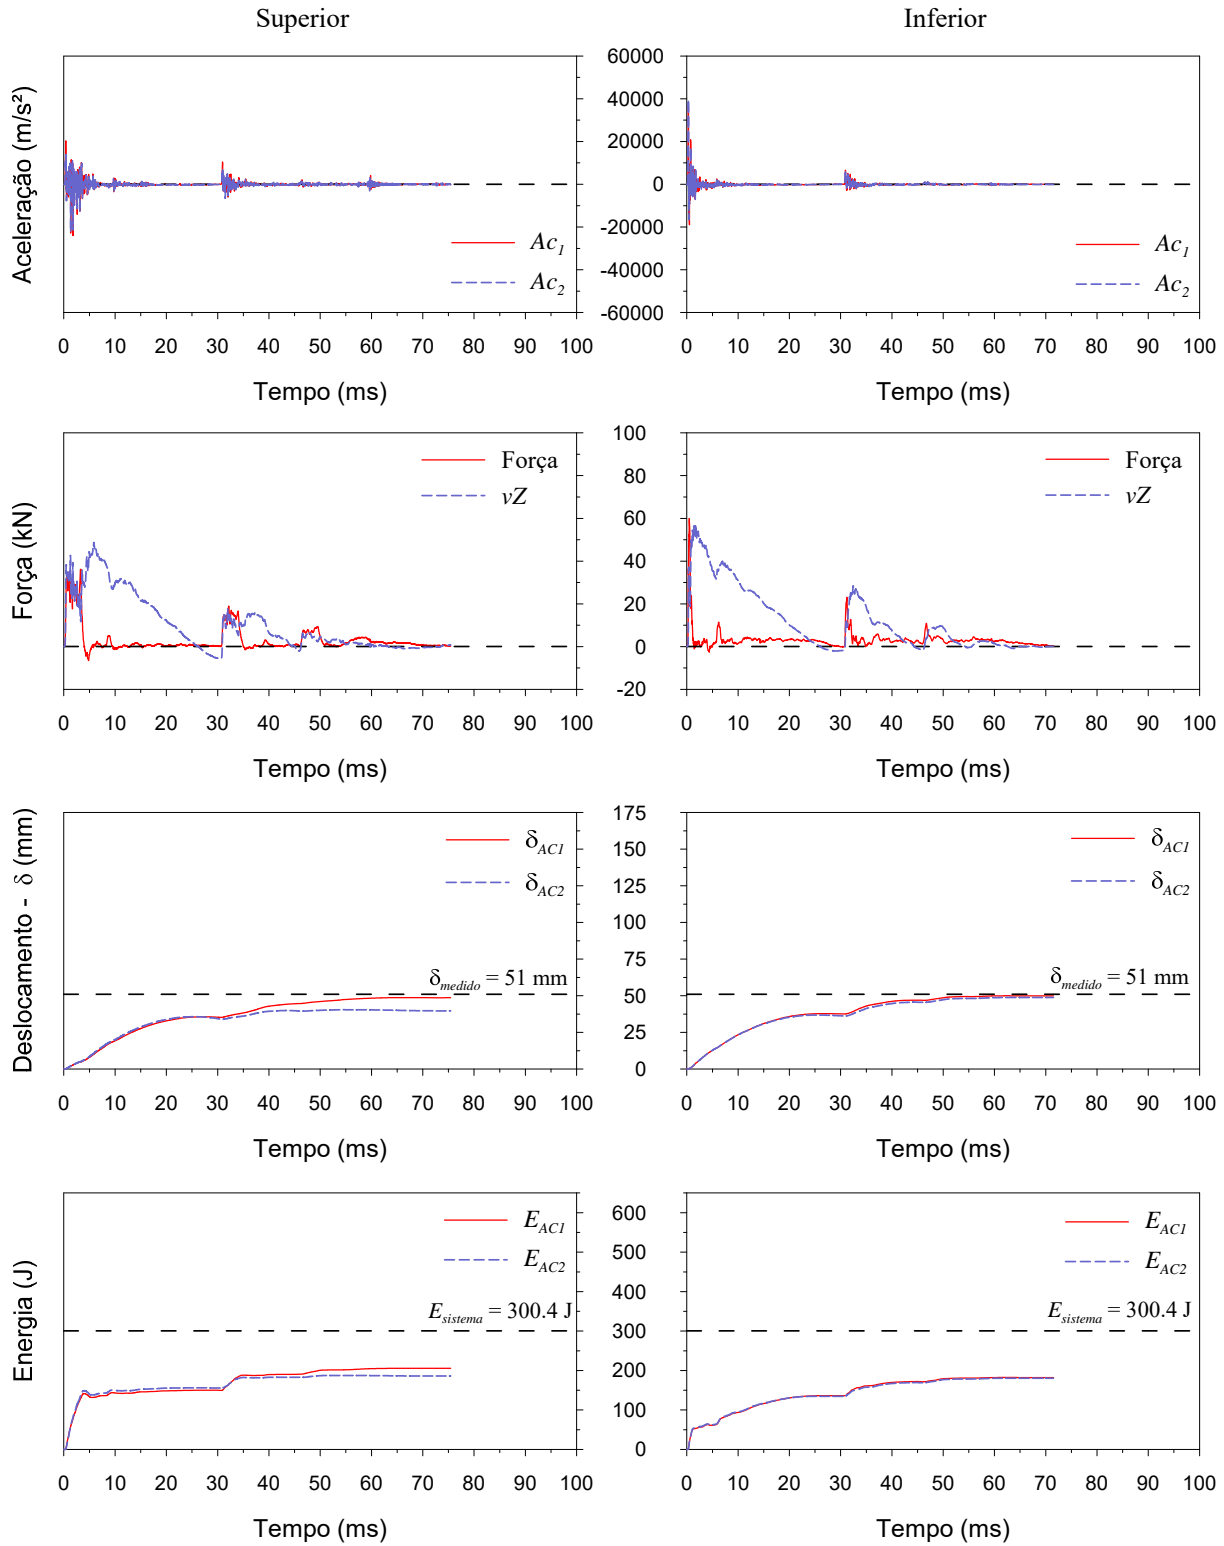 Superior
Inferior
Aceleração (m/s²)
60000
40000
20000
0
-20000
-40000
-60000
Ac1
Ac2
Ac1
Ac2
0 10 20 30 40 50 60 70 80 90 100
0 10 20 30 40 50 60 70 80 90 100
Tempo (ms)
Tempo (ms)
Força (kN)
100
80
60
40
20
0
-20
Força
vZ
Força
vZ
0 10 20 30 40 50 60 70 80 90 100
0 10 20 30 40 50 60 70 80 90 100
Tempo (ms)
Tempo (ms)
Deslocamento - δ (mm)
175
150
125
100
75
50
25
0
δAC1
δAC2
δmedido = 51 mm
δAC1
δAC2
δmedido = 51 mm
0 10 20 30 40 50 60 70 80 90 100
0 10 20 30 40 50 60 70 80 90 100
Tempo (ms)
Tempo (ms)
Energia (J)
600
500
400
300
200
100
0
EAC1
EAC2
Esistema = 300.4 J
EAC1
EAC2
Esistema = 300.4 J
0 10 20 30 40 50 60 70 80 90 100
0 10 20 30 40 50 60 70 80 90 100
Tempo (ms)
Tempo (ms)